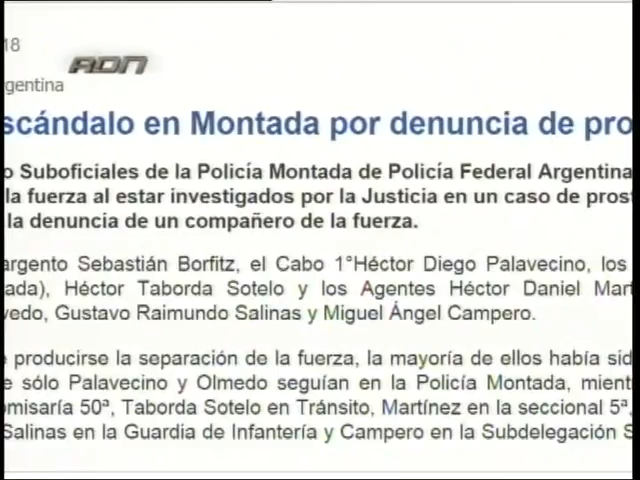 18
ADN
gentina
scándalo en Montada por denuncia de pro
o Suboficiales de la Policía Montada de Policía Federal Argentina
la fuerza al estar investigados por la Justicia en un caso de prost
la denuncia de un compañero de la fuerza.
argento Sebastián Borfitz, el Cabo 1°Héctor Diego Palavecino, los
ada), Héctor Taborda Sotelo y los Agentes Héctor Daniel Mart
vedo, Gustavo Raimundo Salinas y Miguel Ángel Campero.
e producirse la separación de la fuerza, la mayoría de ellos había sid
e sólo Palavecino y Olmedo seguían en la Policía Montada, mient
omisaría 50ª, Taborda Sotelo en Tránsito, Martínez en la seccional 5ª,
Salinas en la Guardia de Infantería y Campero en la Subdelegación S